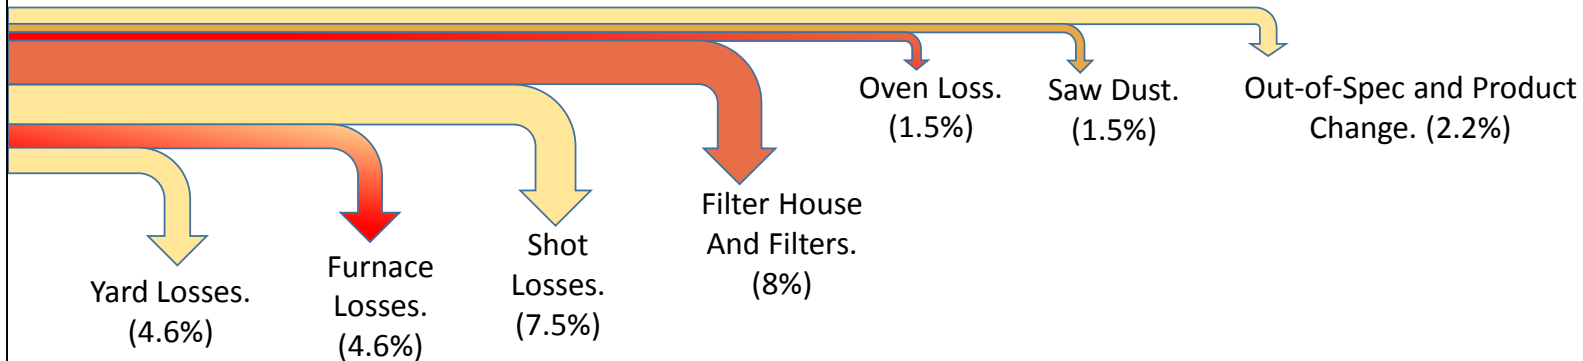 Yard Losses.
(4.6%)
Furnace
Losses.
(4.6%)
Shot
Losses.
(7.5%)
Filter House
And Filters.
(8%)
Oven Loss.
(1.5%)
Saw Dust.
(1.5%)
Out-of-Spec and Product
Change. (2.2%)